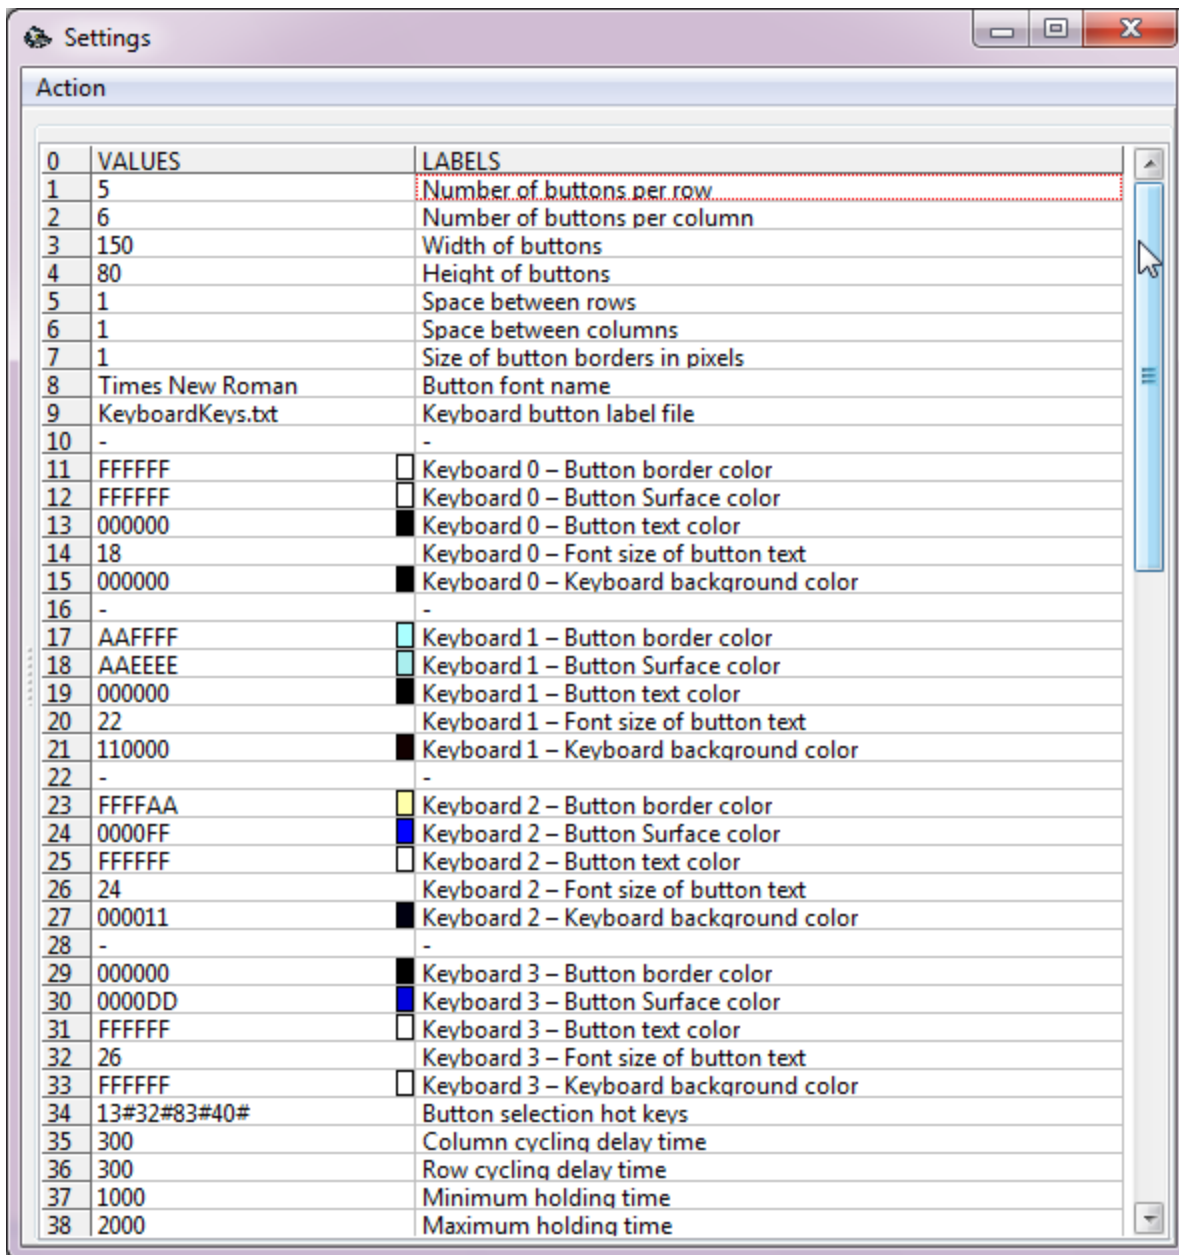 Settings
Action
0 VALUES LABELS
1 5 Number of buttons per row
2 6 Number of buttons per column
3 150 Width of buttons
4 80 Height of buttons
5 1 Space between rows
6 1 Space between columns
7 1 Size of button borders in pixels
8 Times New Roman Button font name
9 KeyboardKeys.txt Keyboard button label file
10 - -
11 FFFFFF Keyboard 0 – Button border color
12 FFFFFF Keyboard 0 – Button Surface color
13 000000 Keyboard 0 – Button text color
14 18 Keyboard 0 – Font size of button text
15 000000 Keyboard 0 – Keyboard background color
16 - -
17 AAFFFF Keyboard 1 – Button border color
18 AAEEEE Keyboard 1 – Button Surface color
19 000000 Keyboard 1 – Button text color
20 22 Keyboard 1 – Font size of button text
21 110000 Keyboard 1 – Keyboard background color
22 - -
23 FFFFAA Keyboard 2 – Button border color
24 0000FF Keyboard 2 – Button Surface color
25 FFFFFF Keyboard 2 – Button text color
26 24 Keyboard 2 – Font size of button text
27 000011 Keyboard 2 – Keyboard background color
28 - -
29 000000 Keyboard 3 – Button border color
30 0000DD Keyboard 3 – Button Surface color
31 FFFFFF Keyboard 3 – Button text color
32 26 Keyboard 3 – Font size of button text
33 FFFFFF Keyboard 3 – Keyboard background color
34 13#32#83#40# Button selection hot keys
35 300 Column cycling delay time
36 300 Row cycling delay time
37 1000 Minimum holding time
38 2000 Maximum holding time